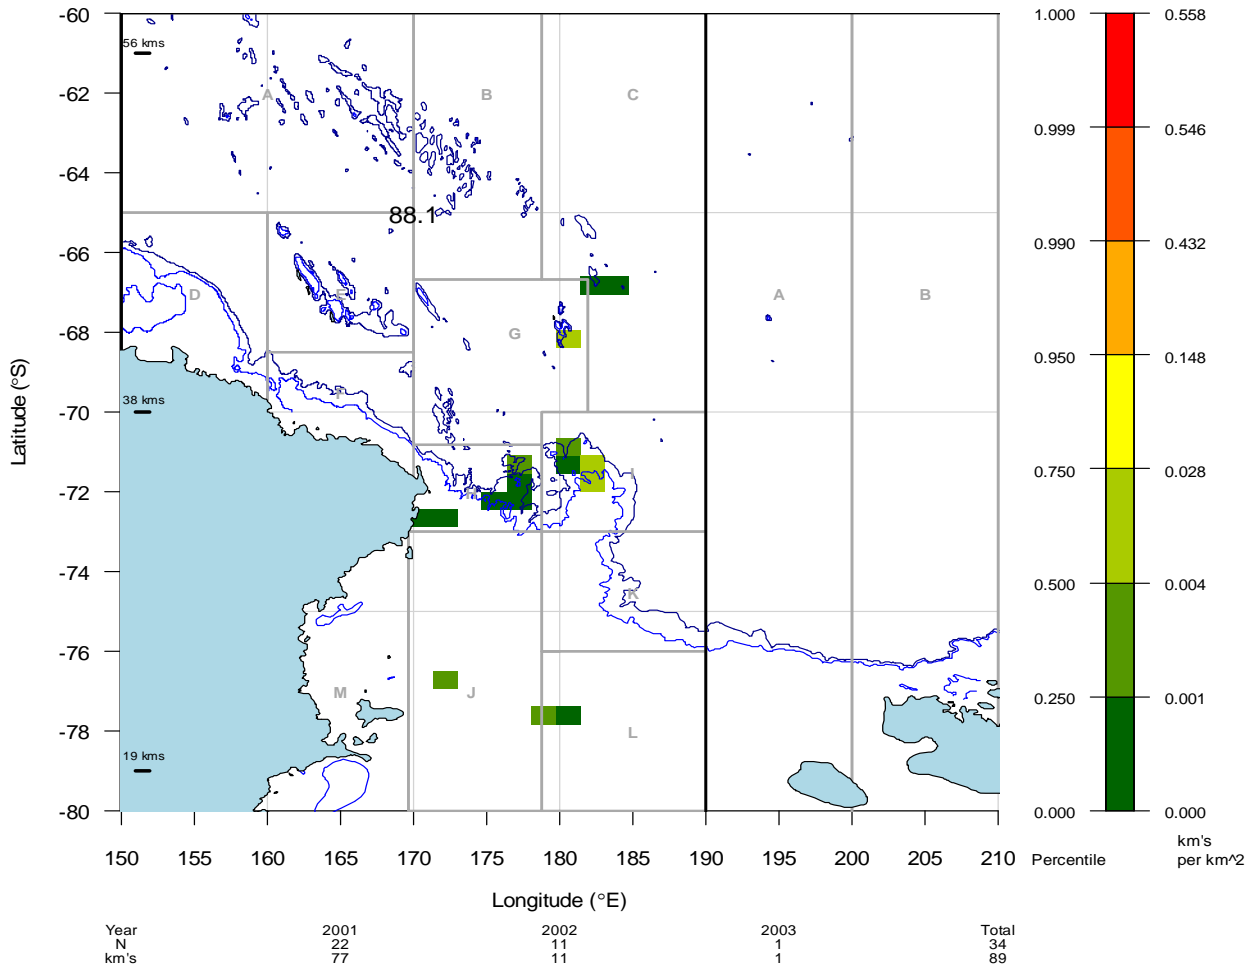 -60
-62
-64
-66
-68
-70
-72
-74
-76
-78
-80
Latitude (°S)
56 kms
38 kms
19 kms
A B C
88.1
D E G A B
F
H I
K
M J L
150 155 160 165 170 175 180 185 190 195 200 205 210
Longitude (°E)
1.000 0.558
0.999 0.546
0.990 0.432
0.950 0.148
0.750 0.028
0.500 0.004
0.250 0.001
0.000 0.000
Percentile
km's
per km^2
Year 2001 2002 2003 Total
N 22 11 1 34
km's 77 11 1 89